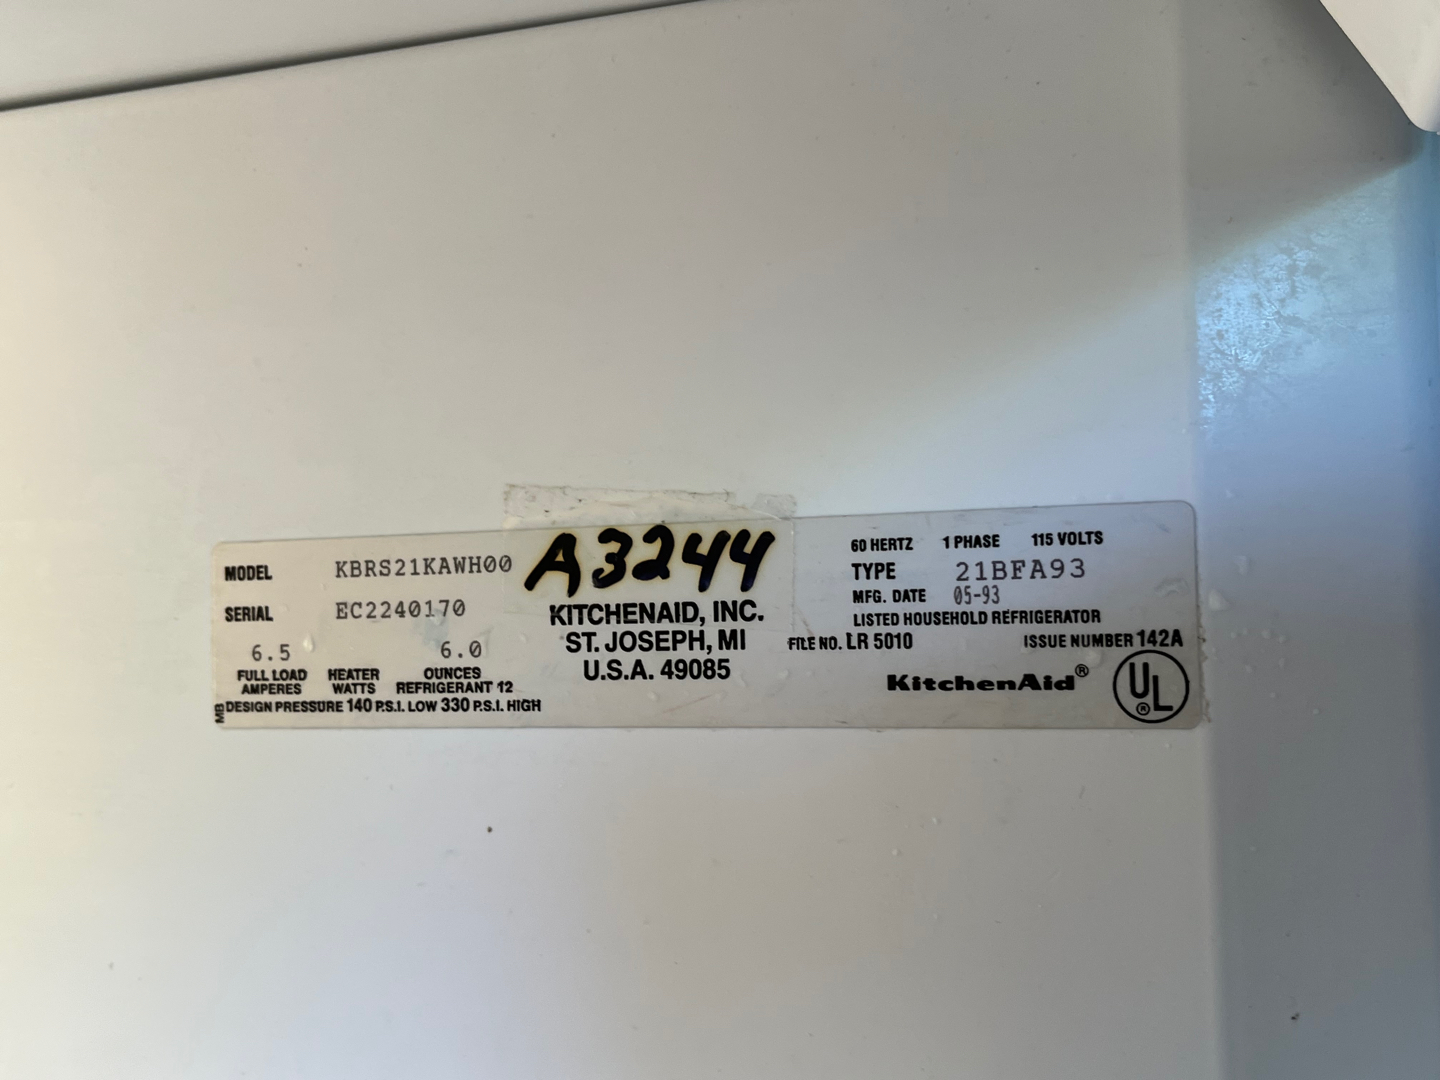 MODEL KBRS21KAWH00
SERIAL EC2240170
6.5 6.0
FULL LOAD AMPERES HEATER WATTS OUNCES REFRIGERANT 12
MB DESIGN PRESSURE 140 P.S.I. LOW 330 P.S.I. HIGH
A3244
KITCHENAID, INC.
ST. JOSEPH, MI
U.S.A. 49085
60 HERTZ 1 PHASE 115 VOLTS
TYPE 21BFA93
MFG. DATE 05-93
LISTED HOUSEHOLD REFRIGERATOR
FILE NO. LR 5010 ISSUE NUMBER 142A
KitchenAid® UL®